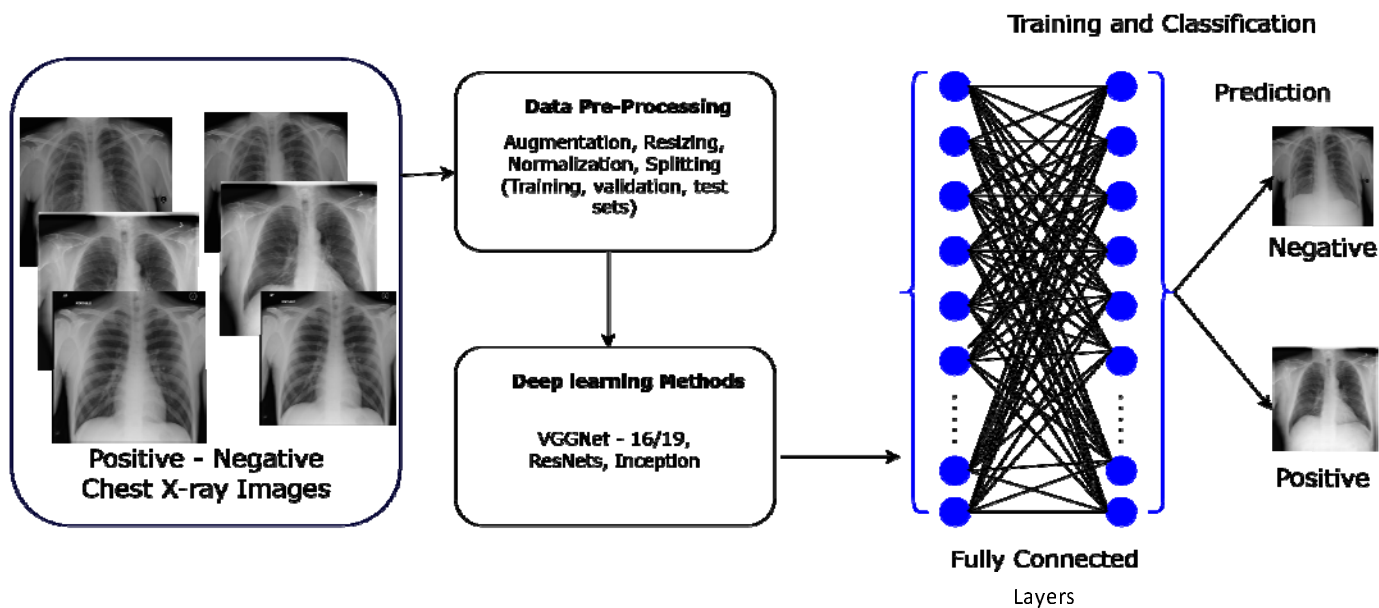 Training and Classification
Positive - Negative
Chest X-ray Images
Data Pre-Processing
Augmentation, Resizing,
Normalization, Splitting
(Training, validation, test
sets)
Deep learning Methods
VGGNet - 16/19,
ResNets, Inception
Fully Connected
Layers
Prediction
Negative
Positive